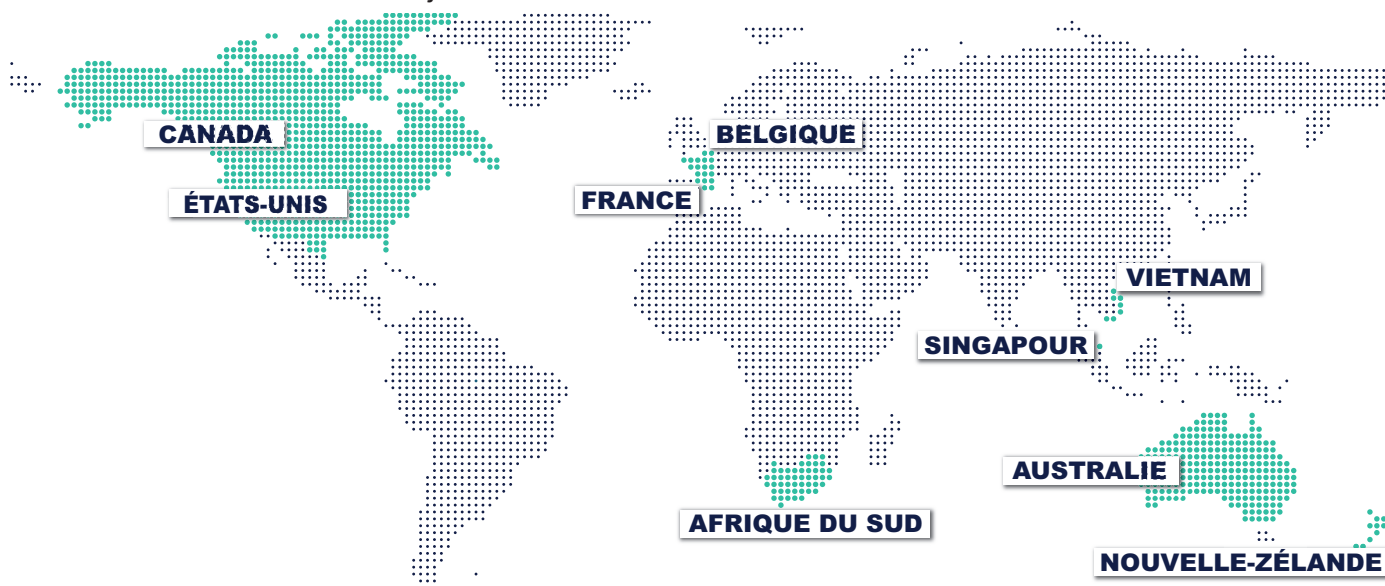 CANADA
BELGIQUE
ÉTATS-UNIS
FRANCE
VIETNAM
SINGAPOUR
AUSTRALIE
AFRIQUE DU SUD
NOUVELLE-ZÉLANDE